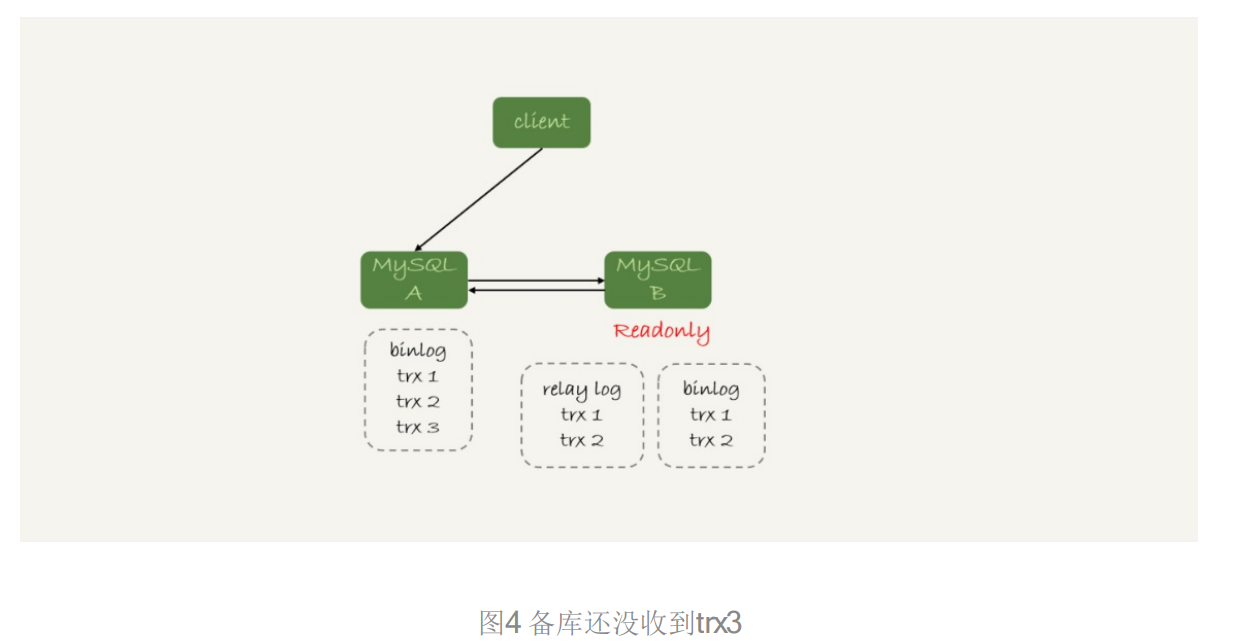 client
MySQL
A
MySQL
B
Readonly
binlog
trx 1
trx 2
trx 3
relay log
trx 1
trx 2
binlog
trx 1
trx 2
图4 备库还没收到trx3